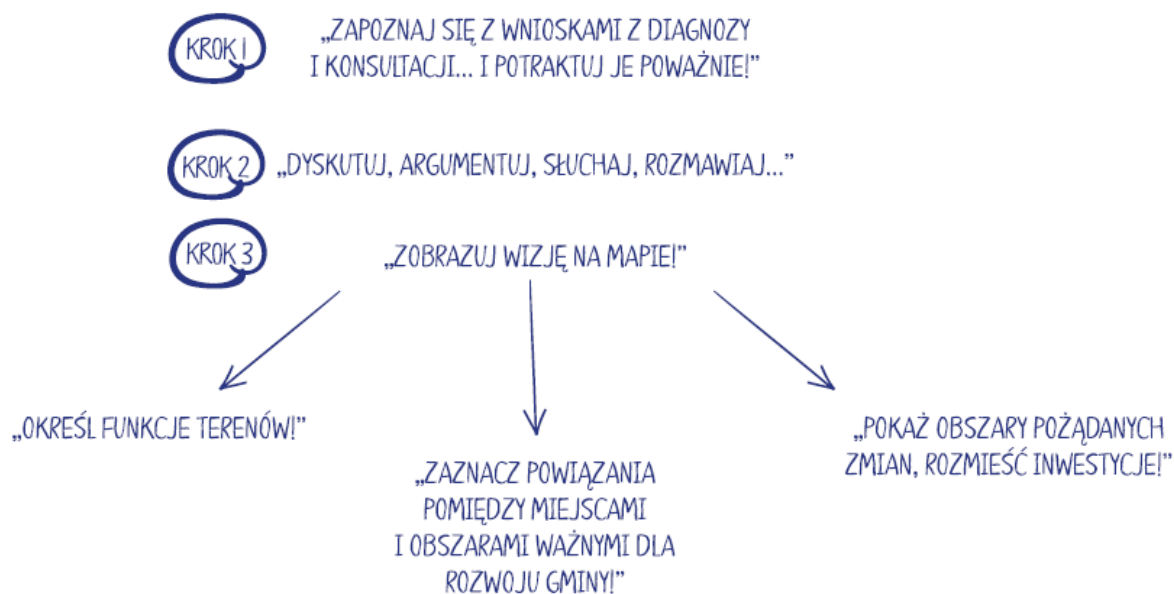 KROK 1
„ZAPOZNAJ SIĘ Z WNIOSKAMI Z DIAGNOZY
I KONSULTACJI... I POTRAKTUJ JE POWAŻNIE!”
KROK 2
„DYSKUTUJ, ARGUMENTUJ, SŁUCHAJ, ROZMAWIAJ...”
KROK 3
„ZOBRAZUJ WIZJĘ NA MAPIE!”
„OKREŚL FUNKCJE TERENÓW!”
„ZAZNACZ POWIĄZANIA
POMIĘDZY MIEJSCAMI
I OBSZARAMI WAŻNYMI DLA
ROZWOJU GMINY!”
„POKAŻ OBSZARY POŻĄDANYCH
ZMIAN, ROZMIEŚĆ INWESTYCJE!”